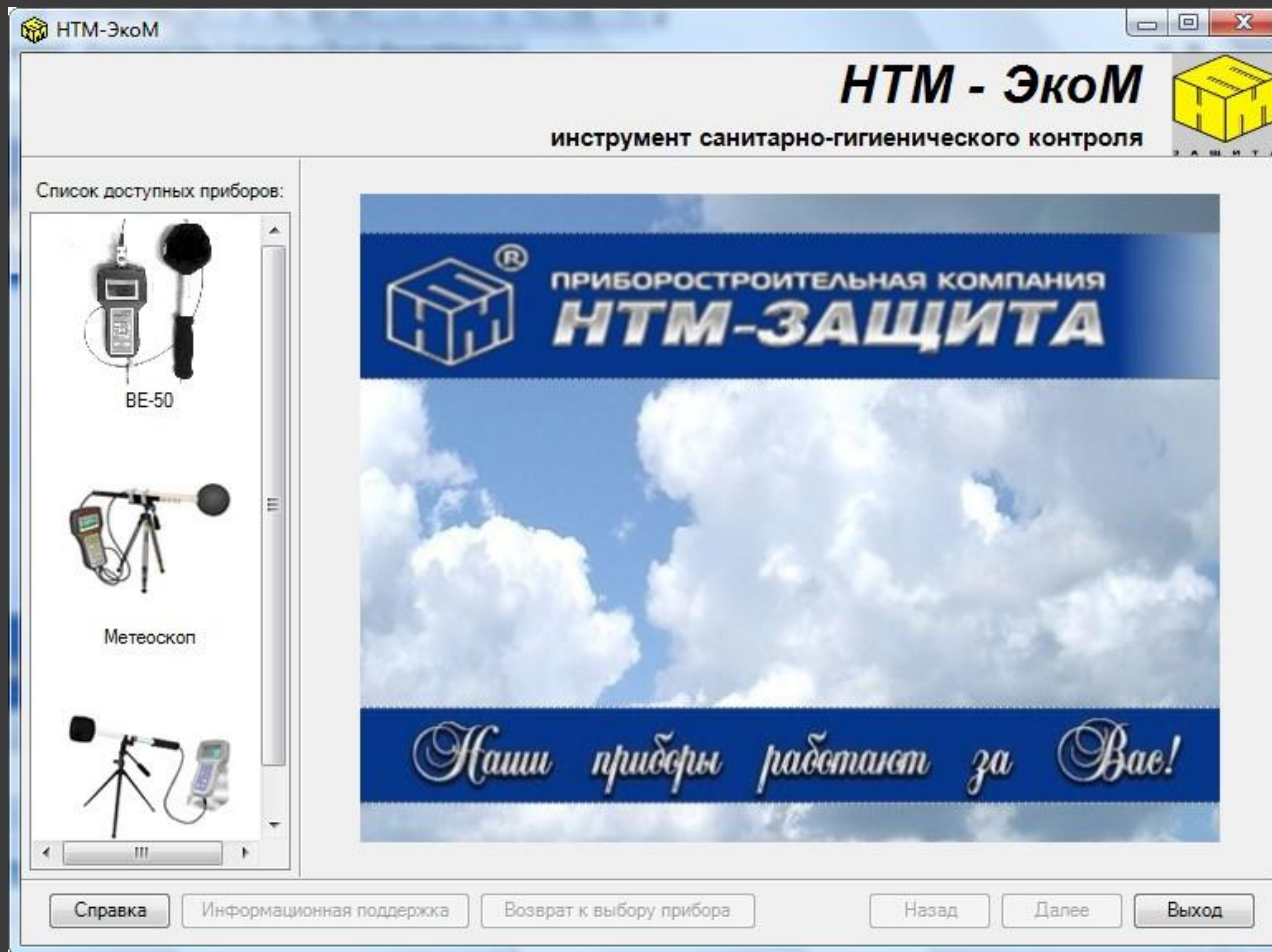 НТМ-ЭкоМ
НТМ - ЭкоМ
инструмент санитарно-гигиенического контроля
ЗАЩИТА
Список доступных приборов:
ВЕ-50
Метеоскоп
®
ПРИБОРОСТРОИТЕЛЬНАЯ КОМПАНИЯ
НТМ-ЗАЩИТА
Наши приборы работают за Вас!
Справка
Информационная поддержка
Возврат к выбору прибора
Назад
Далее
Выход